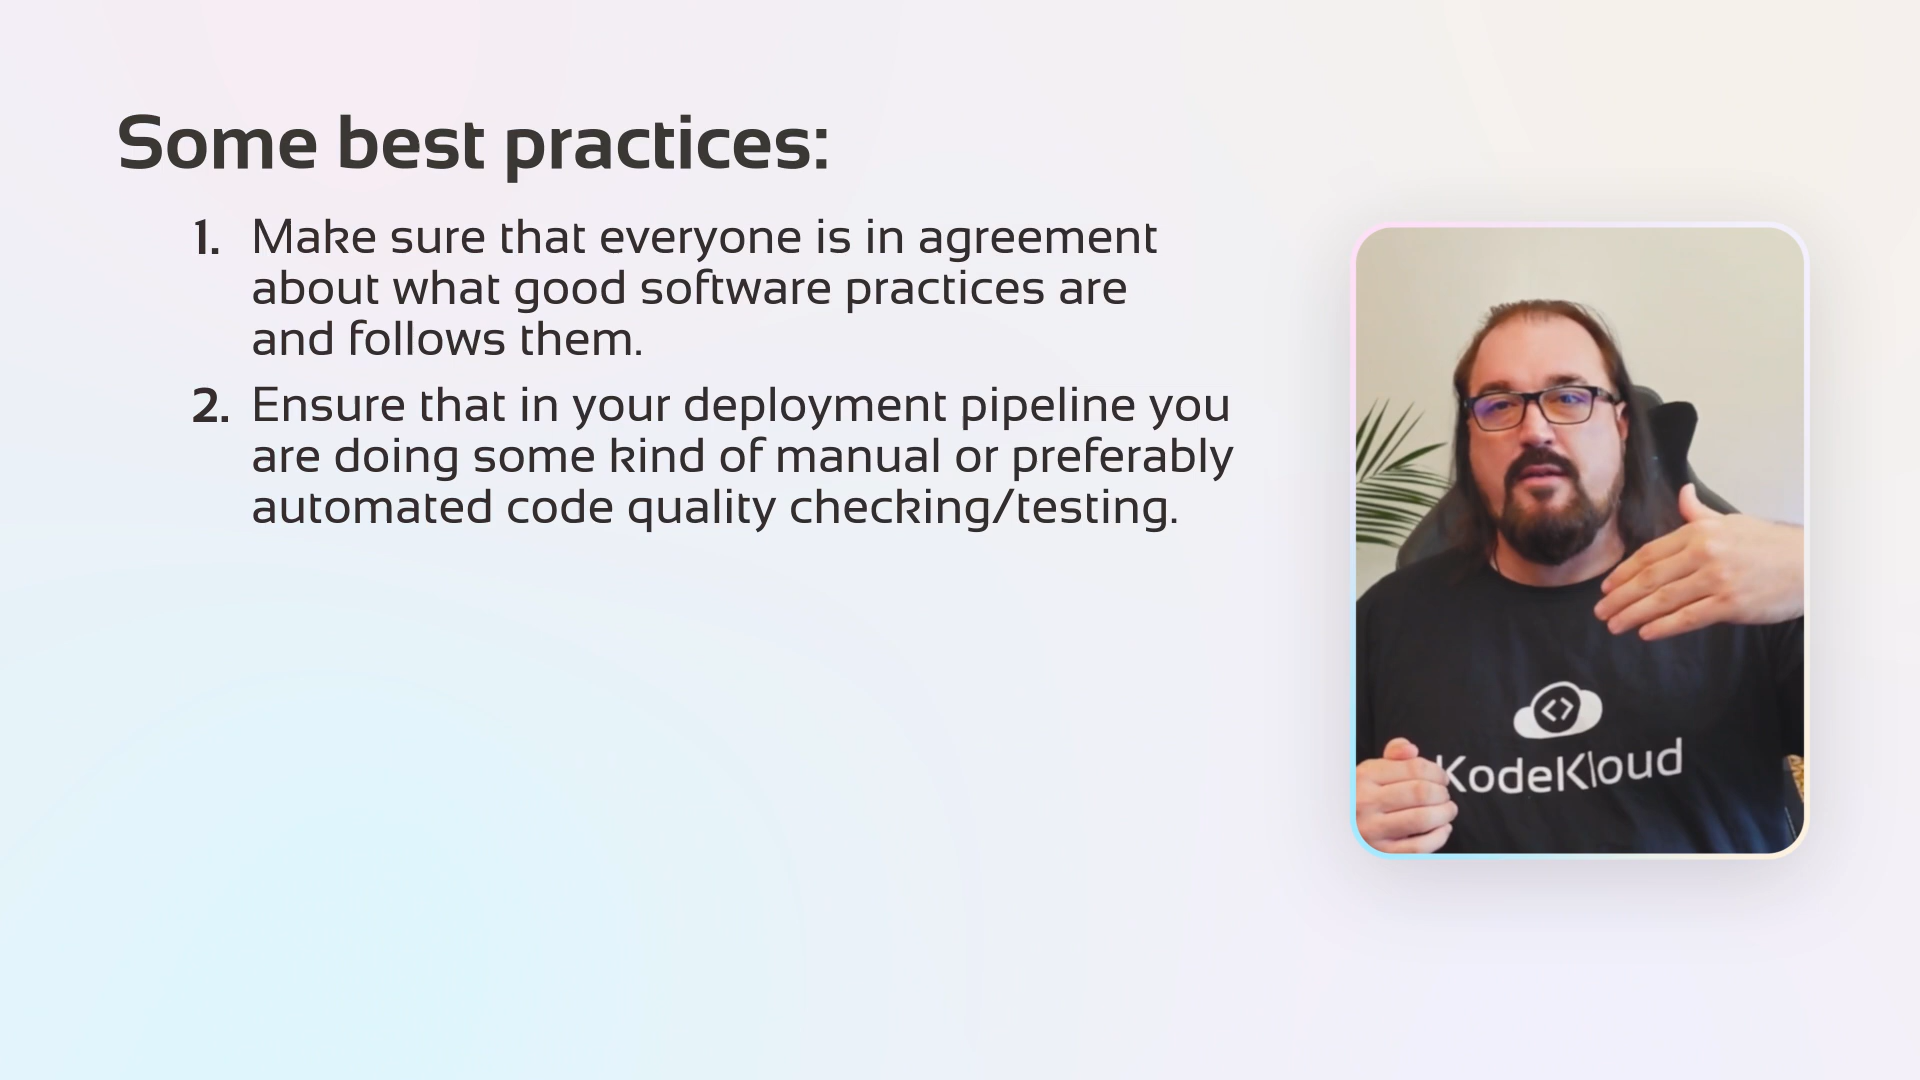 Some best practices:
1. Make sure that everyone is in agreement
about what good software practices are
and follows them.
2. Ensure that in your deployment pipeline you
are doing some kind of manual or preferably
automated code quality checking/testing.
KodeKloud